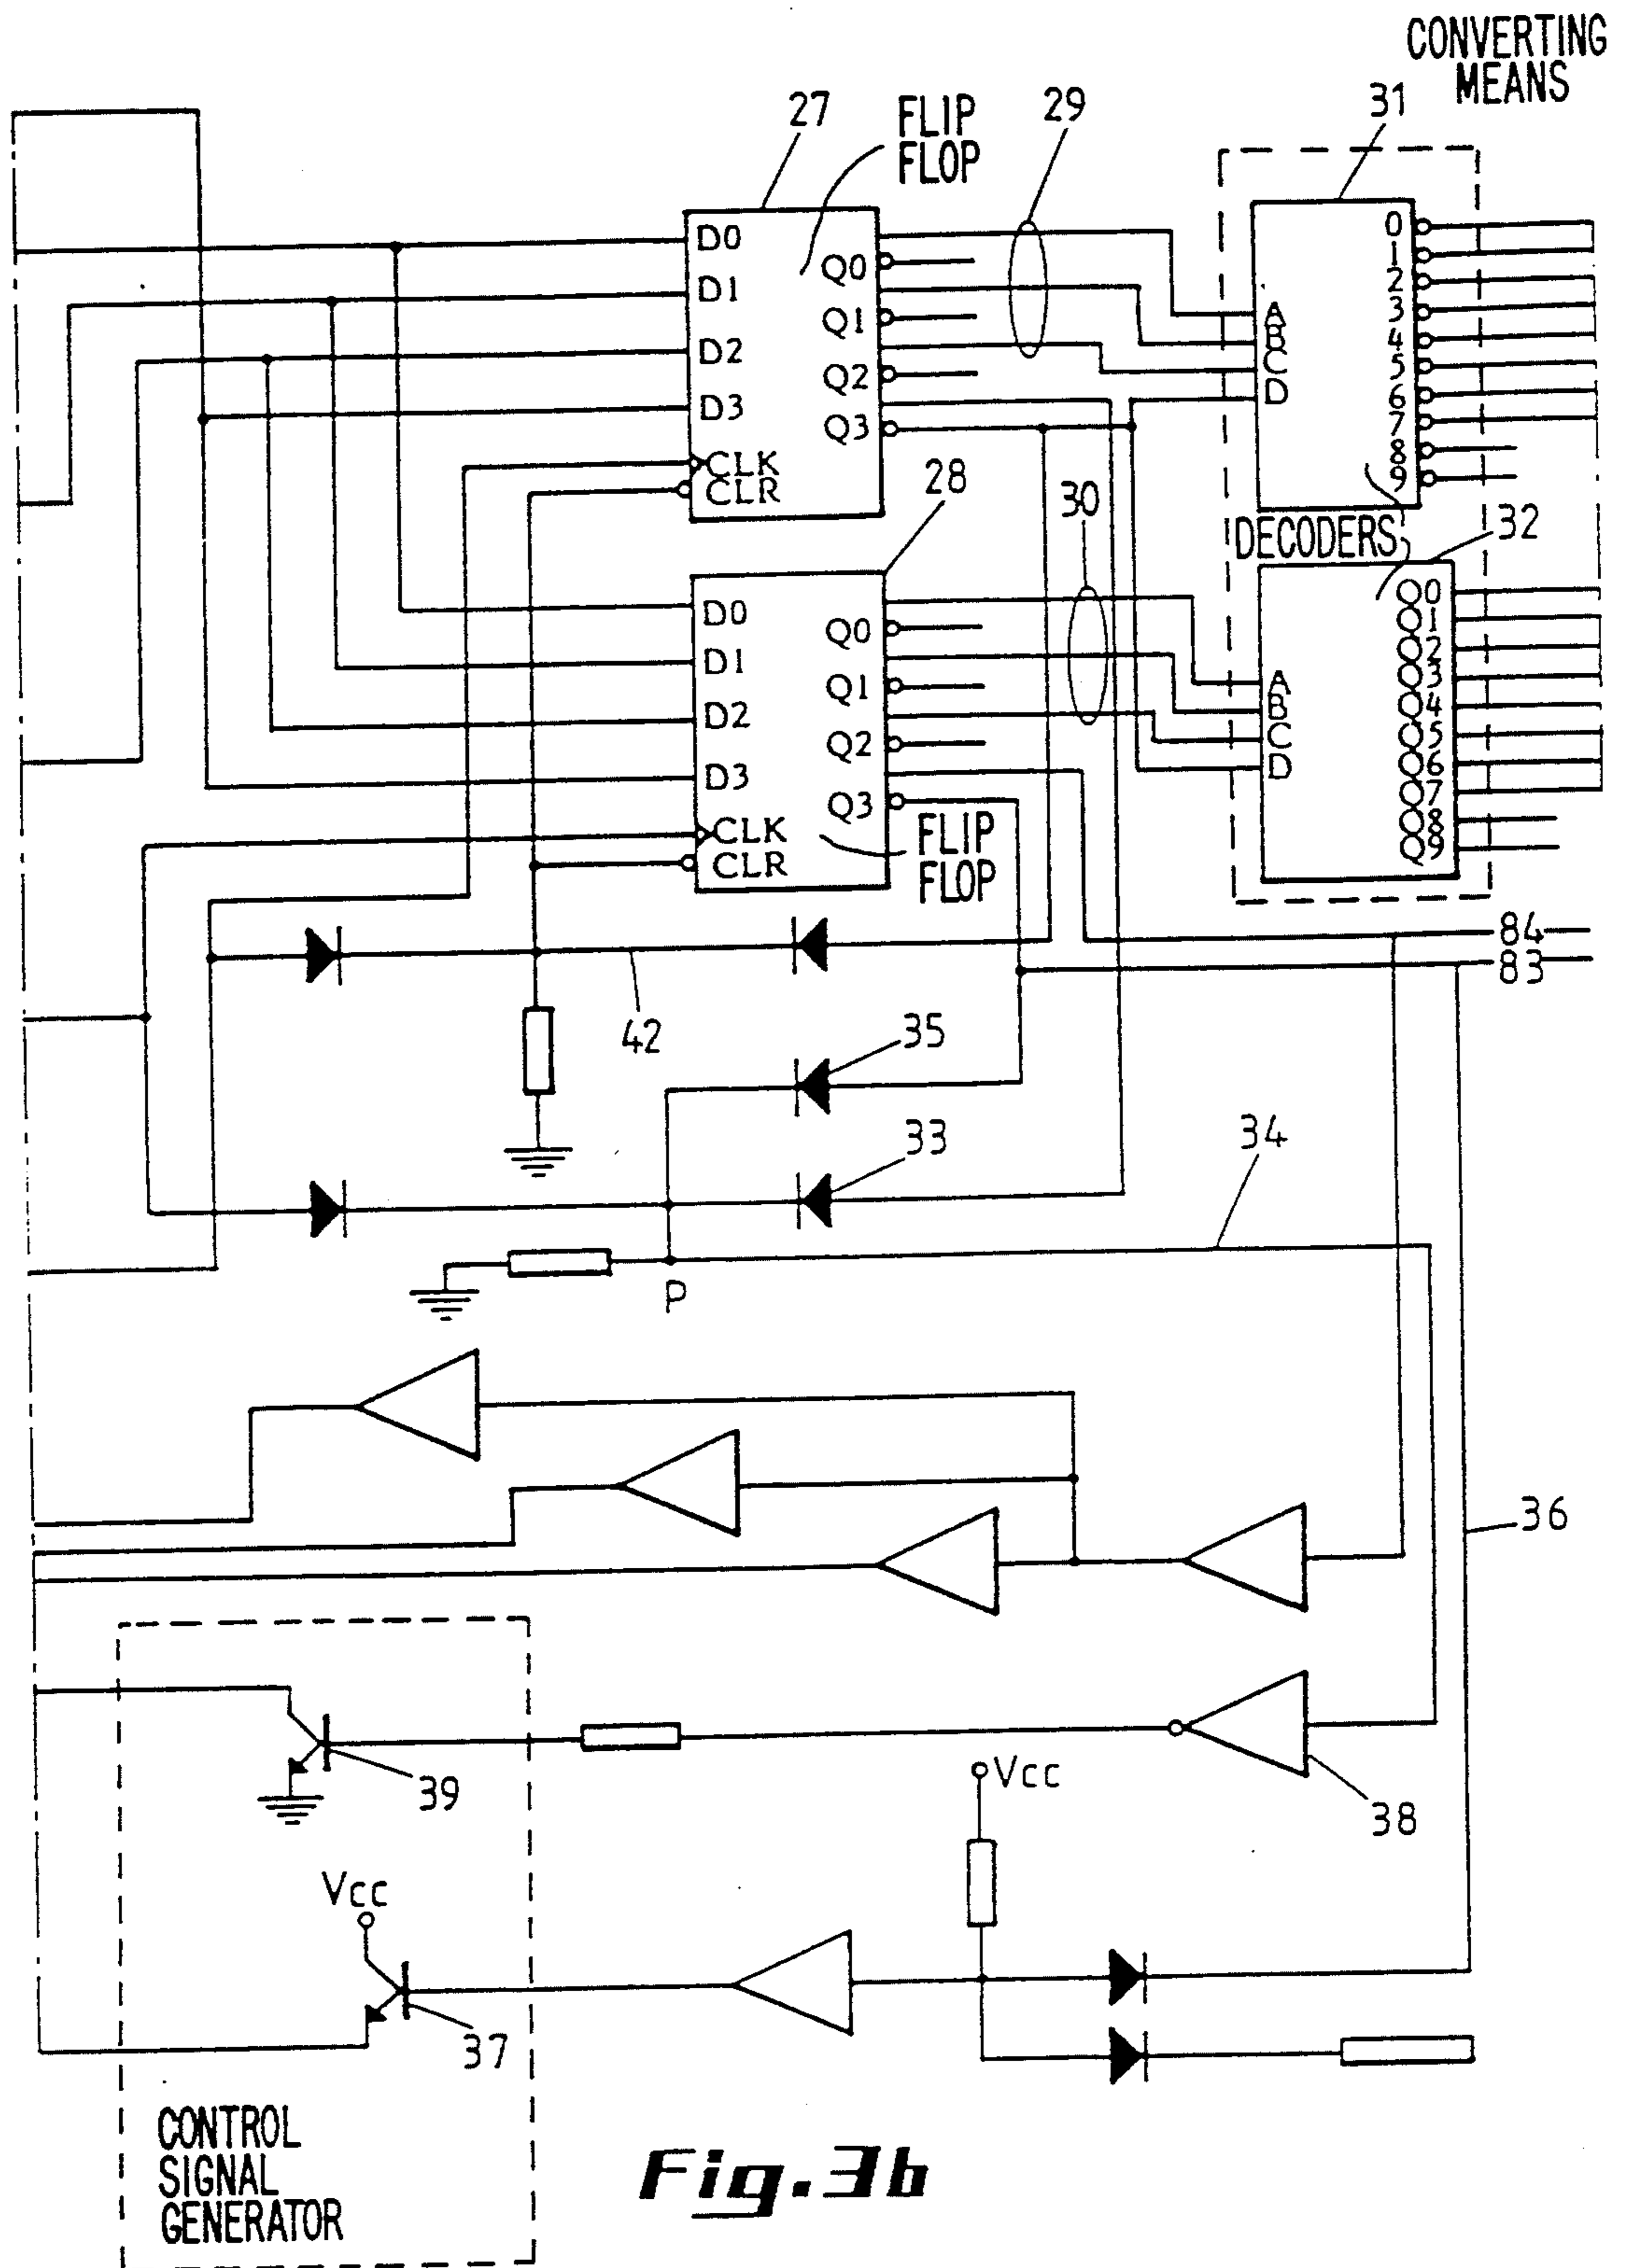 CONVERTING
MEANS
27
FLIP
FLOP
29
31
D0
D1
D2
D3
CLK
CLR
Q0
Q1
Q2
Q3
A
B
C
D
0
1
2
3
4
5
6
7
8
9
28
30
DECODERS
32
D0
D1
D2
D3
CLK
CLR
Q0
Q1
Q2
Q3
FLIP
FLOP
A
B
C
D
0
1
2
3
4
5
6
7
8
9
84
83
42
35
33
34
P
36
39
38
Vcc
Vcc
37
CONTROL
SIGNAL
GENERATOR
Fig.3b